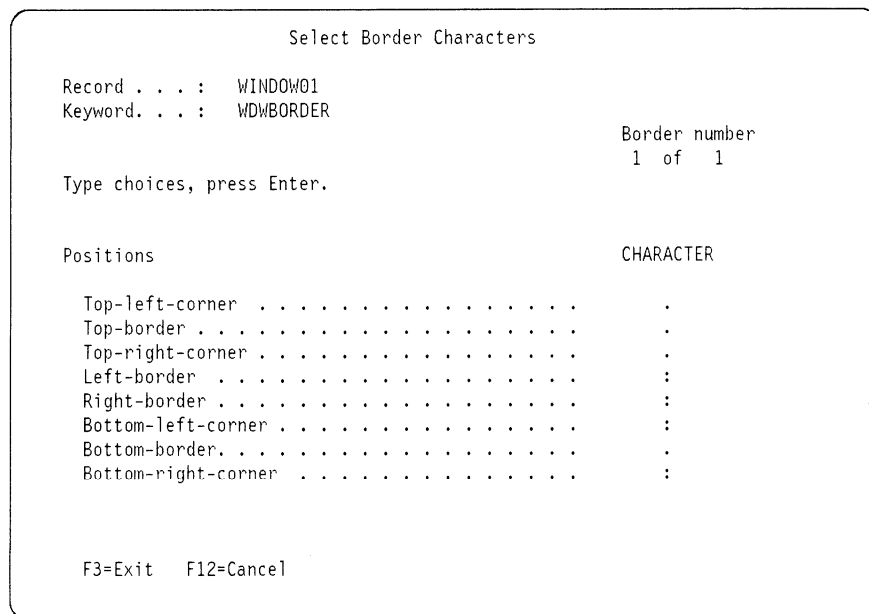 Select Border Characters
Record . . . :   WINDOW01
Keyword. . . :   WDWBORDER
Border number
1  of   1
Type choices, press Enter.
Positions   CHARACTER
Top-left-corner  . . . . . . . . . . . . . . . .   .
Top-border . . . . . . . . . . . . . . . . . . .   .
Top-right-corner . . . . . . . . . . . . . . . .   .
Left-border  . . . . . . . . . . . . . . . . . .   :
Right-border . . . . . . . . . . . . . . . . . .   :
Bottom-left-corner . . . . . . . . . . . . . . .   :
Bottom-border. . . . . . . . . . . . . . . . . .   .
Bottom-right-corner  . . . . . . . . . . . . . .   :
F3=Exit   F12=Cancel